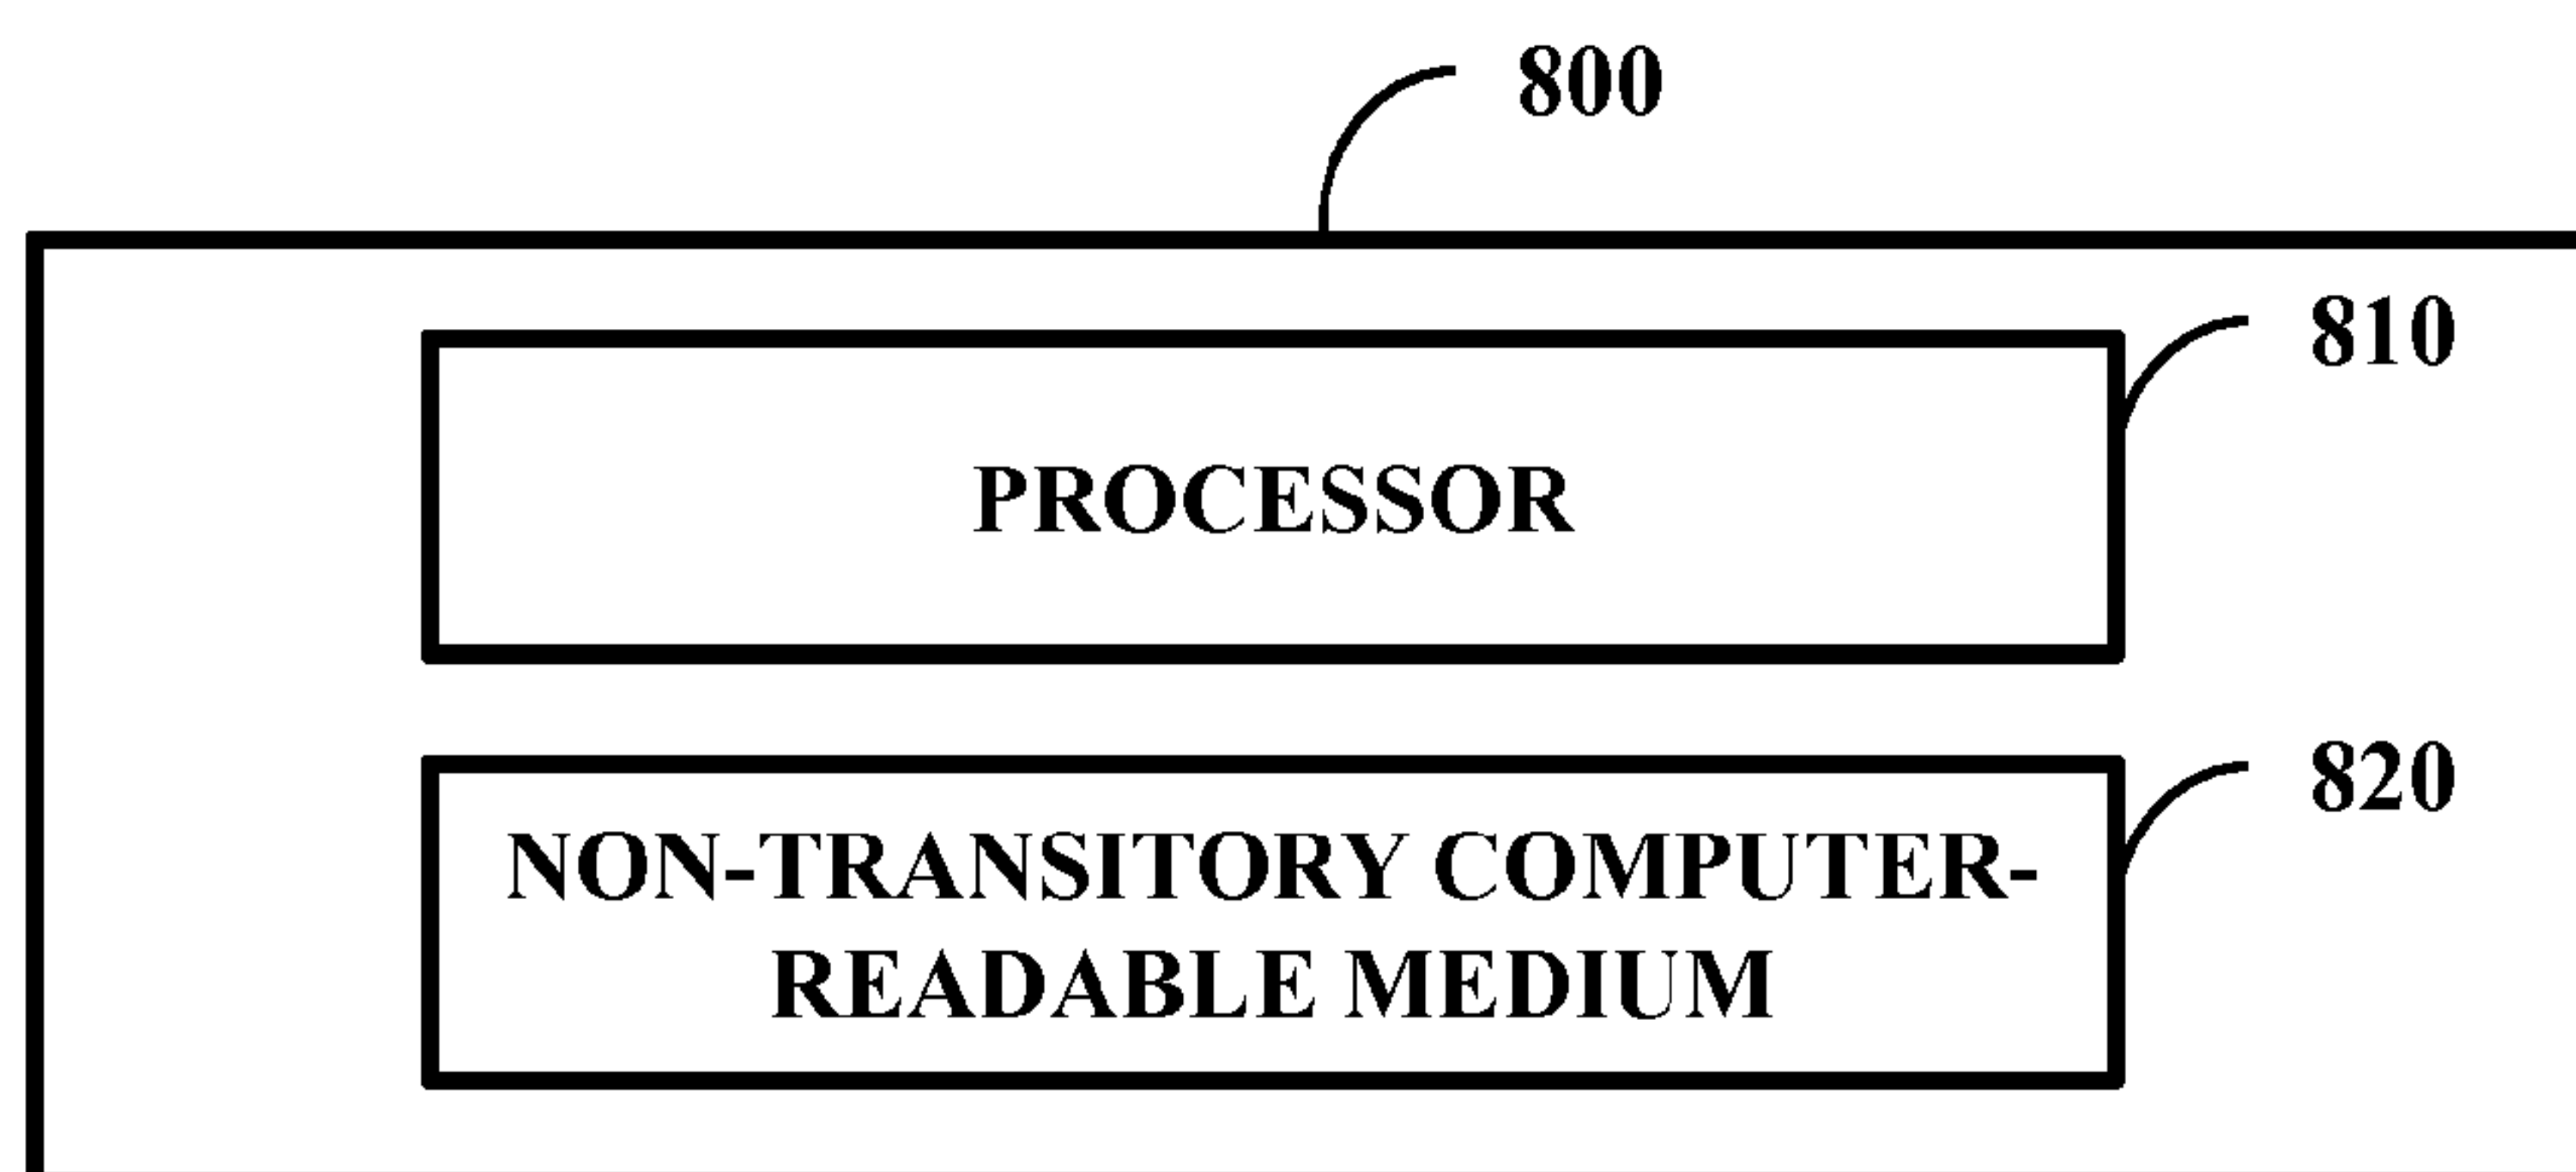 800
810
PROCESSOR
820
NON-TRANSITORY COMPUTER-
READABLE MEDIUM